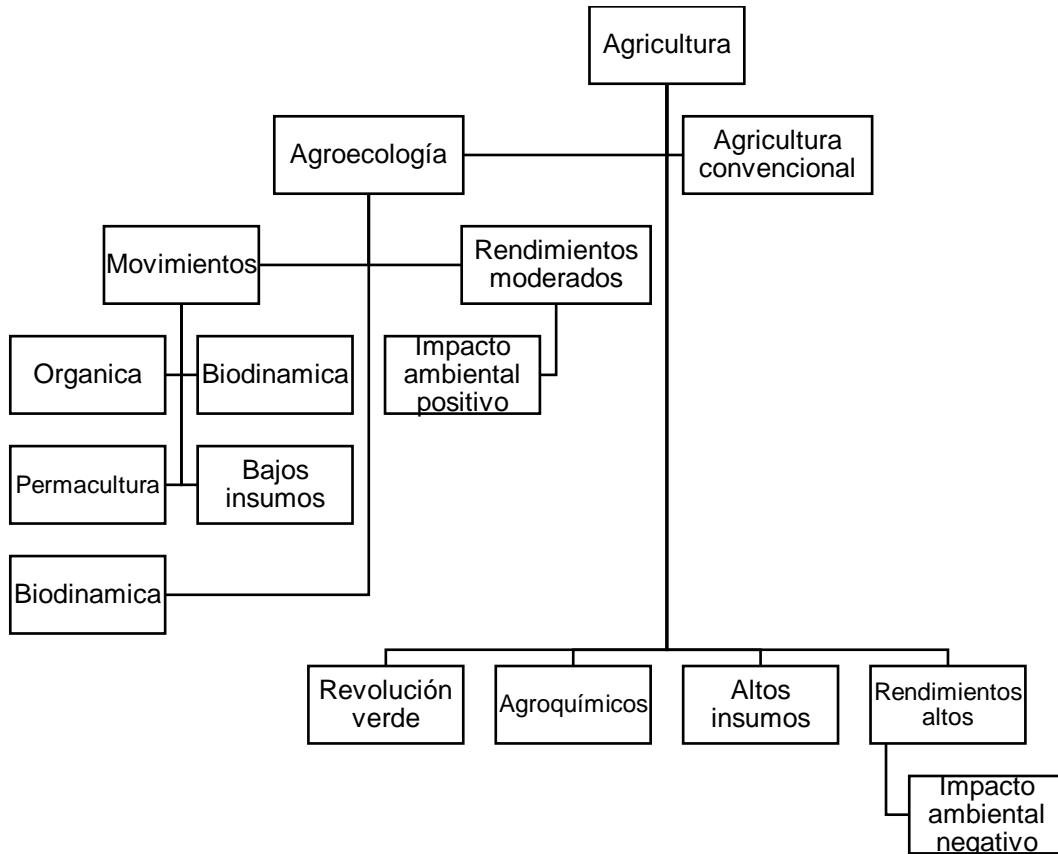 Agricultura
Agroecología
Agricultura
convencional
Movimientos
Rendimientos
moderados
Organica
Biodinamica
Impacto
ambiental
positivo
Permacultura
Bajos
insumos
Biodinamica
Revolución
verde
Agroquímicos
Altos
insumos
Rendimientos
altos
Impacto
ambiental
negativo